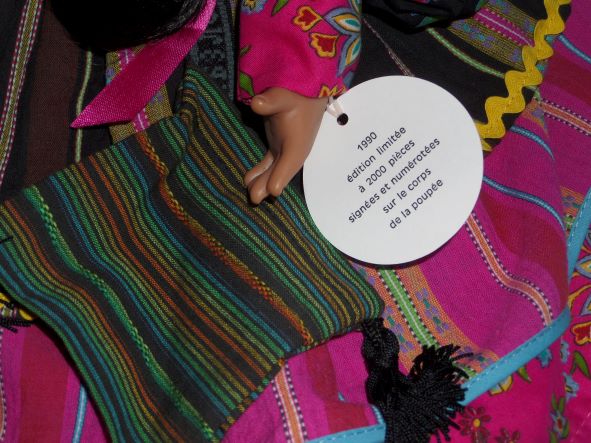 1990
édition limitée
à 2000 pièces
signées et numérotées
sur le corps
de la poupée